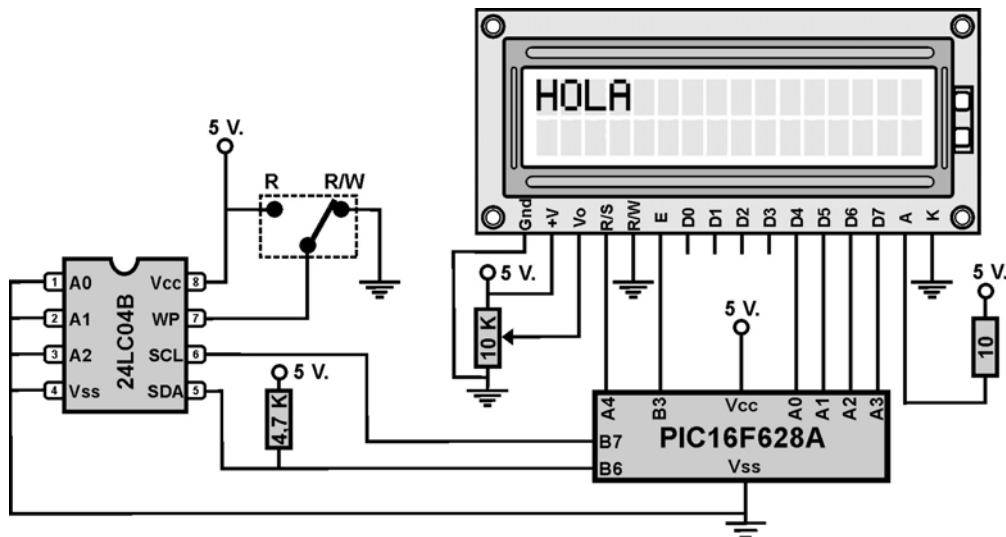 HOLA
Gnd +V Vo R/S R/W E D0 D1 D2 D3 D4 D5 D6 D7 A K
5 V.
R R/W
5 V.
10 K
5 V.
10
1 A0 Vcc 8
2 A1 WP 7
3 A2 SCL 6
4 Vss SDA 5
24LC04B
5 V.
4,7 K
5 V.
A4 B3 Vcc A0 A1 A2 A3
B7 PIC16F628A
B6 Vss